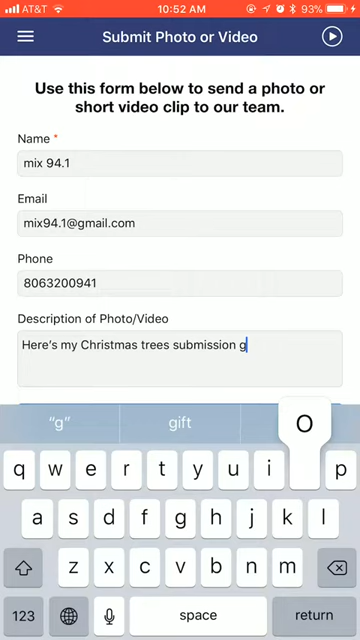 AT&T 10:52 AM 93%
Submit Photo or Video
Use this form below to send a photo or
short video clip to our team.
Name *
mix 94.1
Email
mix94.1@gmail.com
Phone
8063200941
Description of Photo/Video
Here's my Christmas trees submission g
"g" gift
O
q w e r t y u i p
a s d f g h j k l
z x c v b n m
123 space return